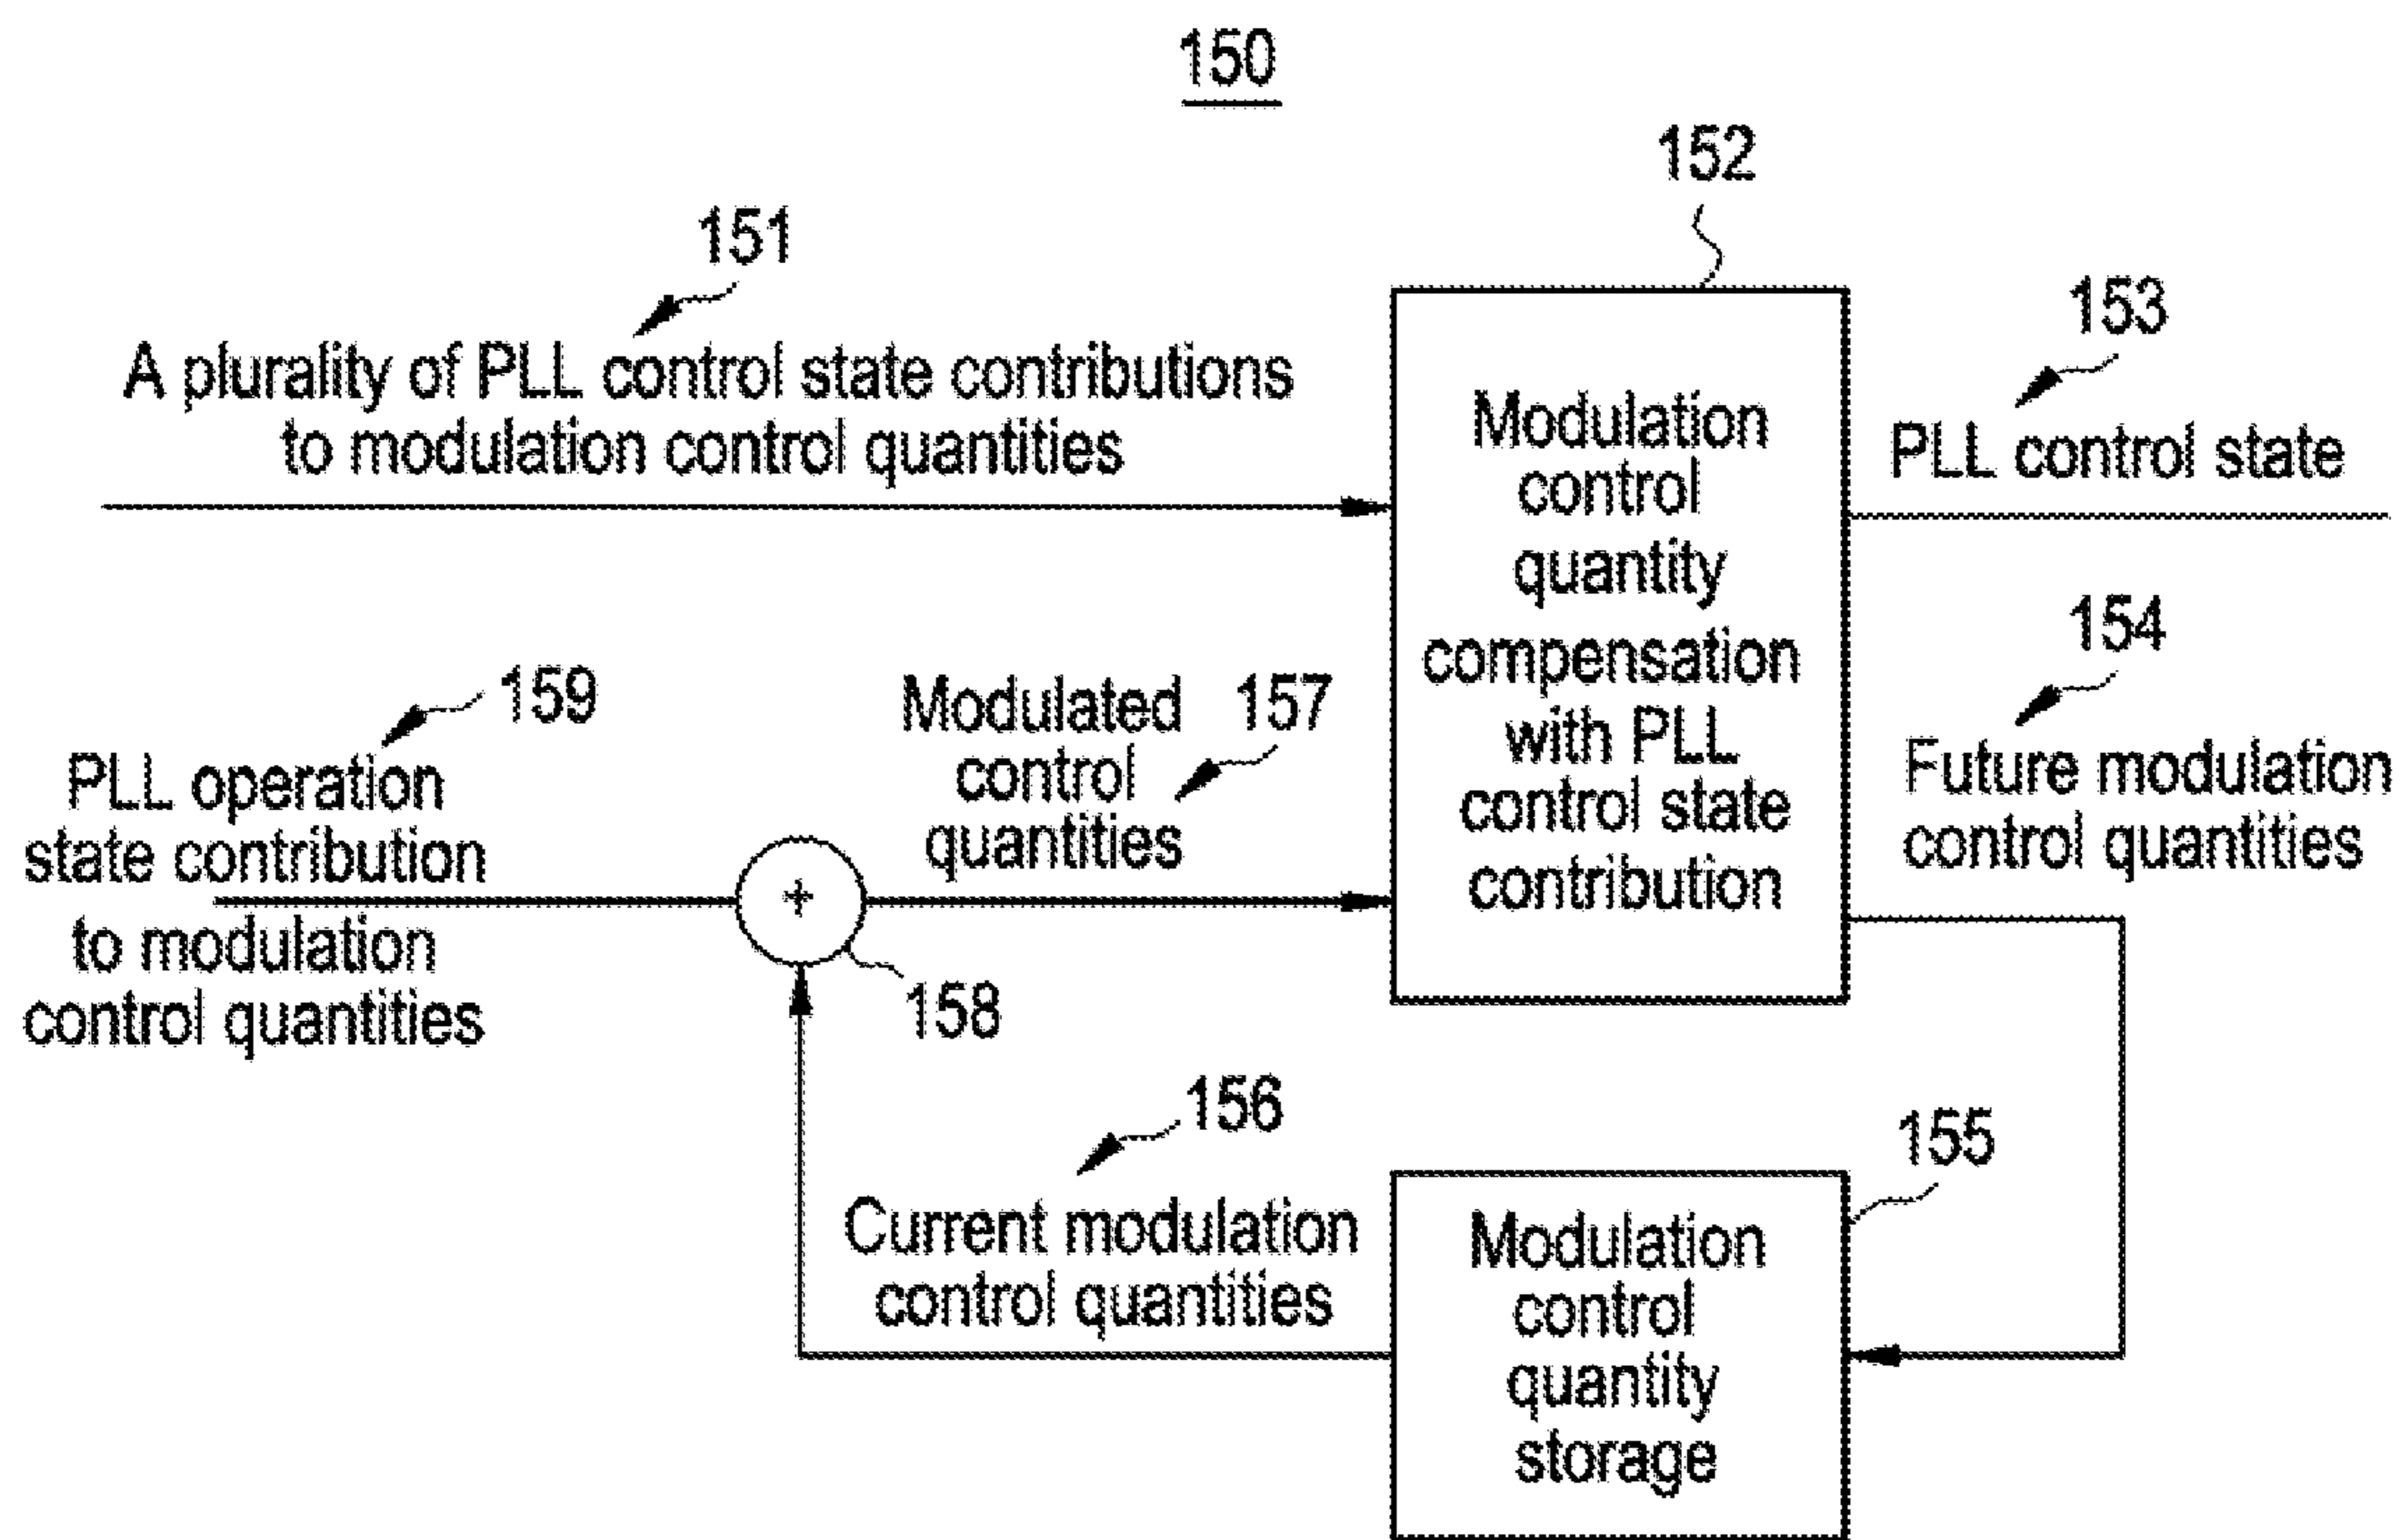 150
152
151
A plurality of PLL control state contributions
to modulation control quantities
Modulation
control
quantity
compensation
with PLL
control state
contribution
153
PLL control state
154
Future modulation
control quantities
159
PLL operation
state contribution
to modulation
control quantities
Modulated
control
quantities
157
+
158
156
Current modulation
control quantities
155
Modulation
control
quantity
storage